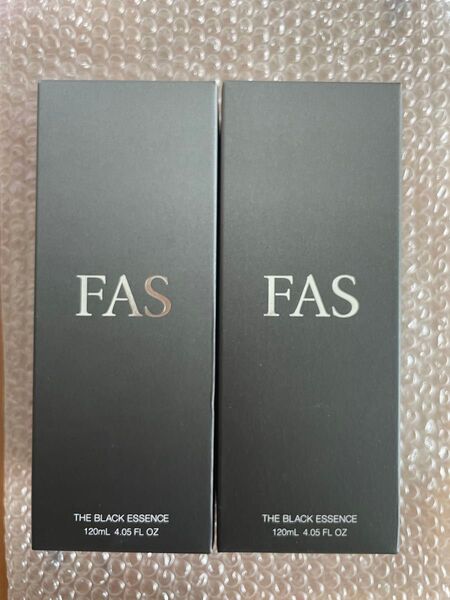 FAS
THE BLACK ESSENCE
120mL 4.05 FL OZ
FAS
THE BLACK ESSENCE
120mL 4.05 FL OZ